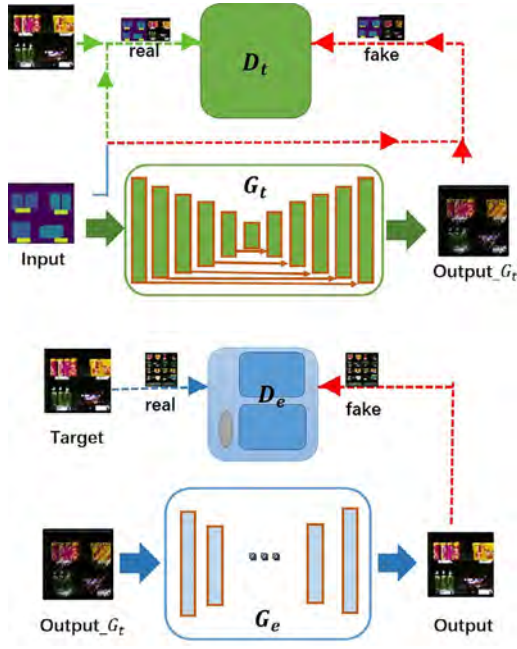 real
D_t
fake
G_t
Input
Output_G_t
real
D_e
fake
Target
G_e
Output_G_t
Output